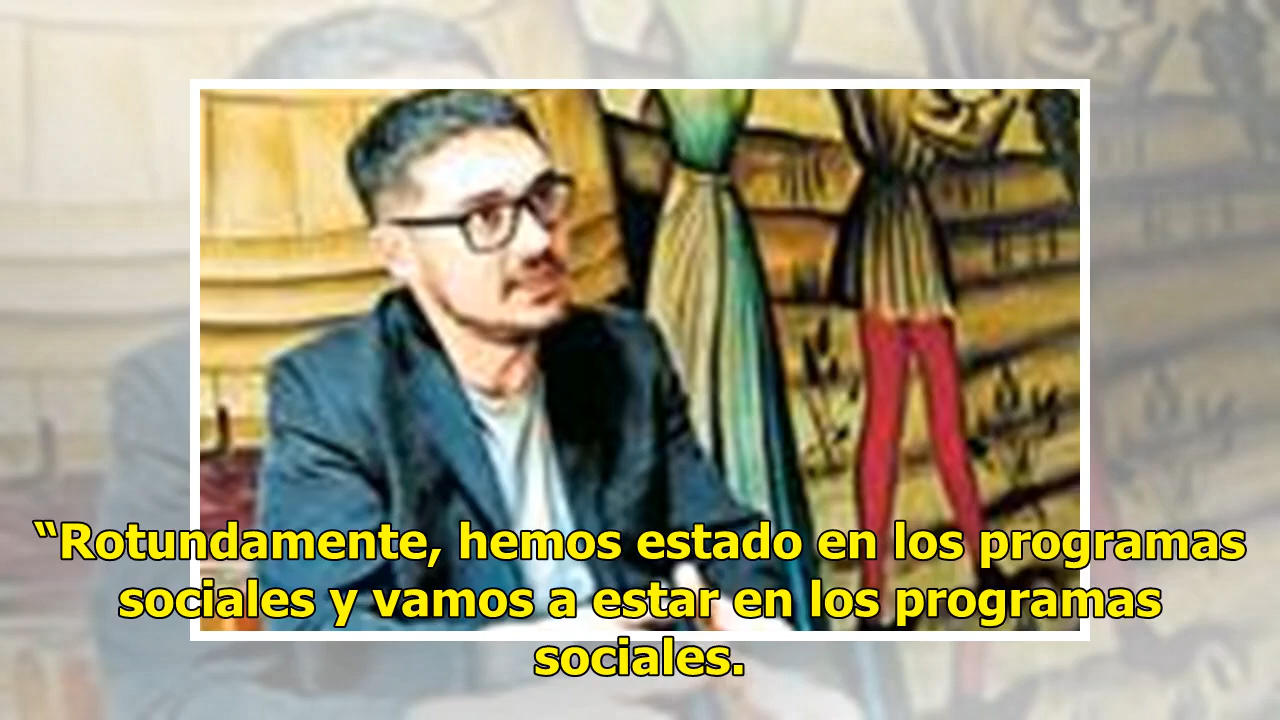 “Rotundamente, hemos estado en los programas
sociales y vamos a estar en los programas
sociales.